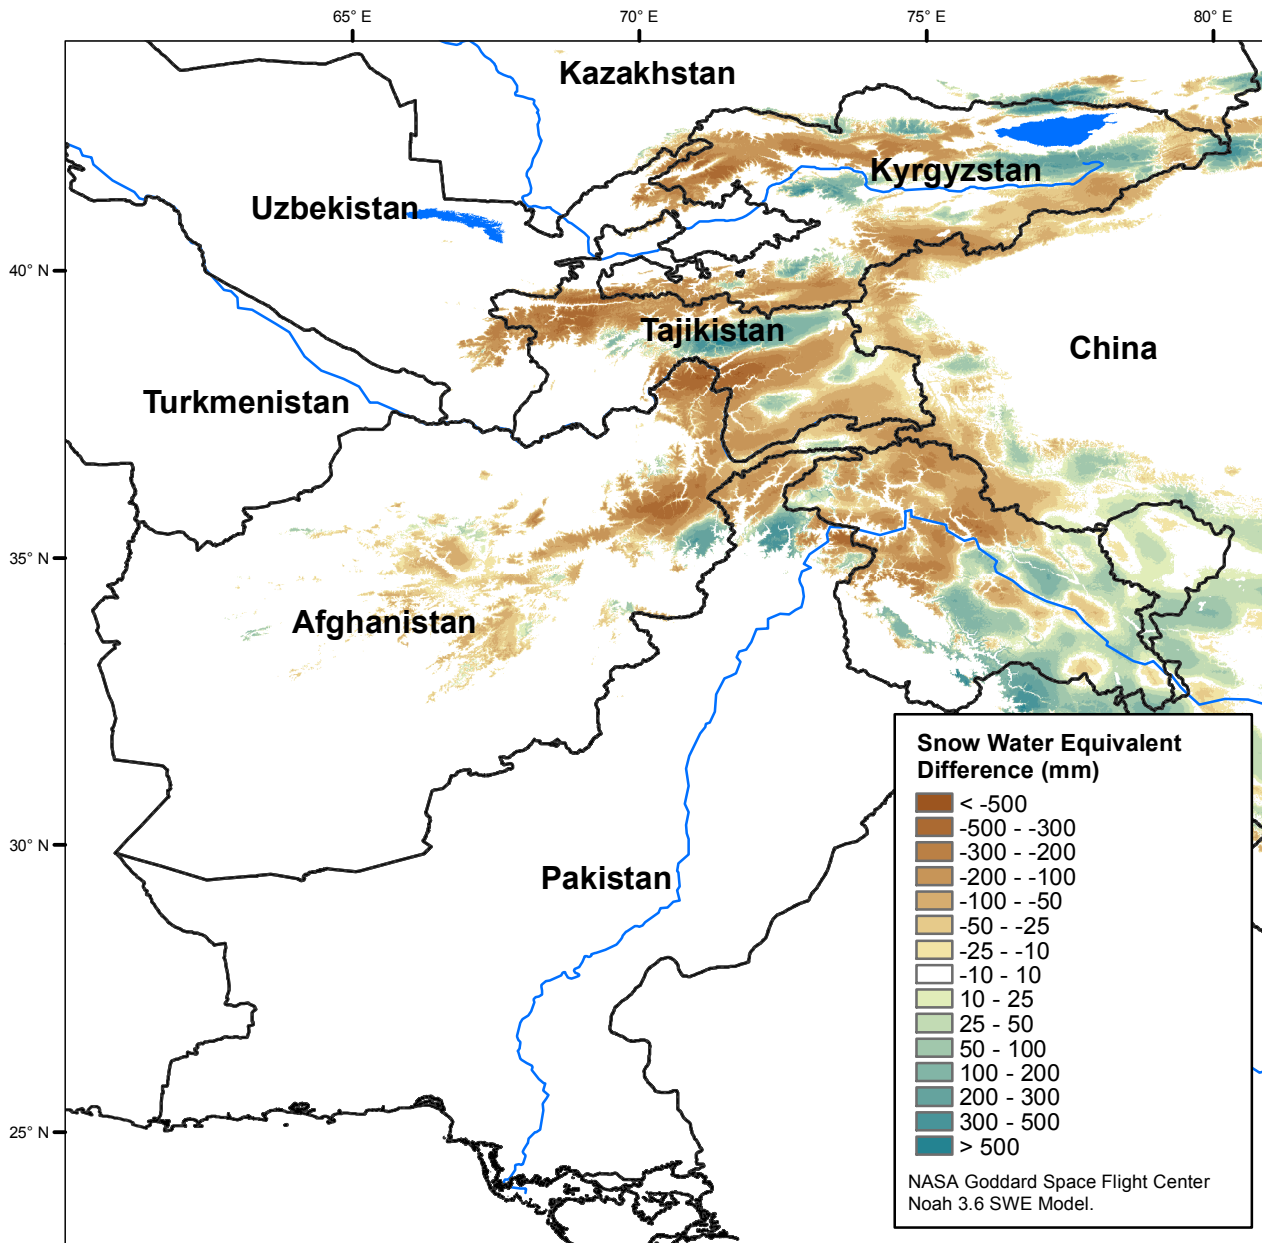 65° E
70° E
75° E
80° E
Kazakhstan
Kyrgyzstan
Uzbekistan
40° N
Tajikistan
China
Turkmenistan
35° N
Afghanistan
30° N
Pakistan
25° N
Snow Water Equivalent
Difference (mm)
< -500
-500 - -300
-300 - -200
-200 - -100
-100 - -50
-50 - -25
-25 - -10
-10 - 10
10 - 25
25 - 50
50 - 100
100 - 200
200 - 300
300 - 500
> 500
NASA Goddard Space Flight Center
Noah 3.6 SWE Model.